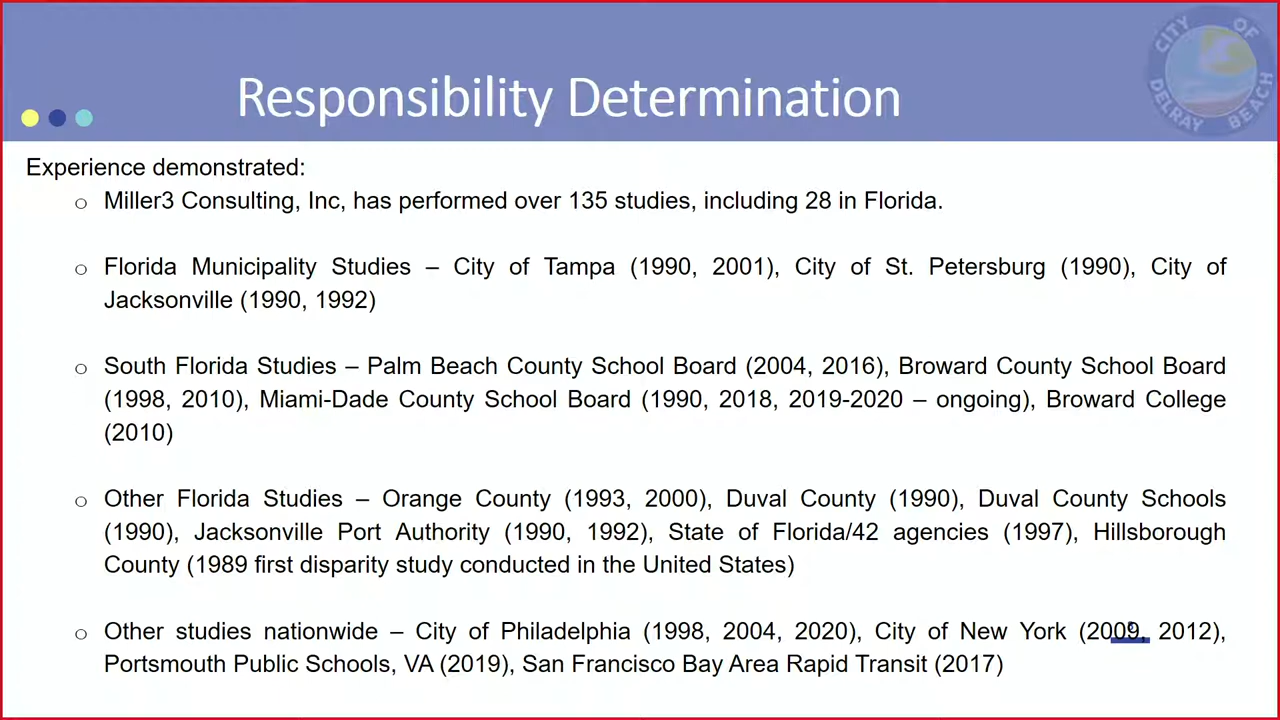 CITY OF
DELRAY BEACH
Responsibility Determination
Experience demonstrated:
o Miller3 Consulting, Inc, has performed over 135 studies, including 28 in Florida.
o Florida Municipality Studies – City of Tampa (1990, 2001), City of St. Petersburg (1990), City of
Jacksonville (1990, 1992)
o South Florida Studies – Palm Beach County School Board (2004, 2016), Broward County School Board
(1998, 2010), Miami-Dade County School Board (1990, 2018, 2019-2020 – ongoing), Broward College
(2010)
o Other Florida Studies – Orange County (1993, 2000), Duval County (1990), Duval County Schools
(1990), Jacksonville Port Authority (1990, 1992), State of Florida/42 agencies (1997), Hillsborough
County (1989 first disparity study conducted in the United States)
o Other studies nationwide – City of Philadelphia (1998, 2004, 2020), City of New York (2009, 2012),
Portsmouth Public Schools, VA (2019), San Francisco Bay Area Rapid Transit (2017)